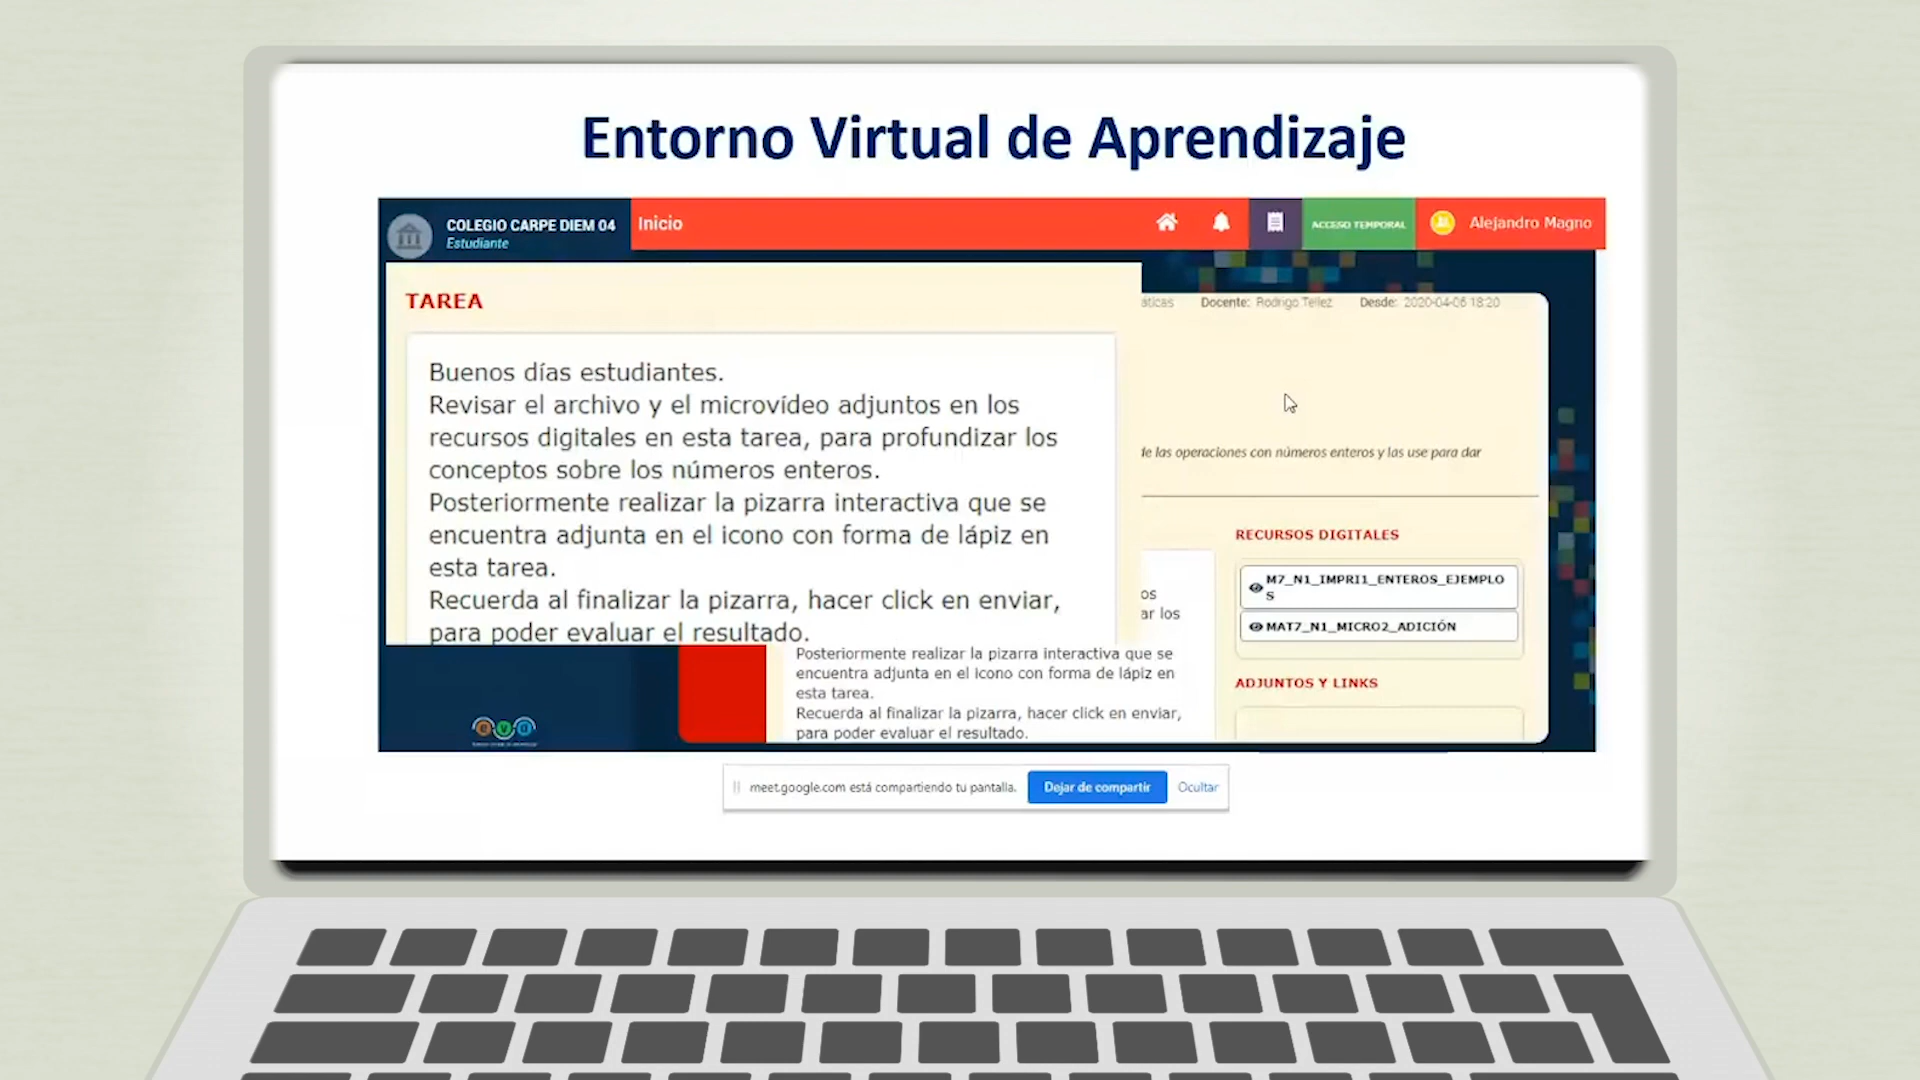 Entorno Virtual de Aprendizaje
COLEGIO CARPE DIEM 04
Estudiante
Inicio
ACCESO TEMPORAL
Alejandro Magno
TAREA
Buenos días estudiantes.
Revisar el archivo y el microvídeo adjuntos en los
recursos digitales en esta tarea, para profundizar los
conceptos sobre los números enteros.
Posteriormente realizar la pizarra interactiva que se
encuentra adjunta en el icono con forma de lápiz en
esta tarea.
Recuerda al finalizar la pizarra, hacer click en enviar,
para poder evaluar el resultado.
áticas Docente: Rodrigo Tellez Desde: 2020-04-06 18:20
de las operaciones con números enteros y las use para dar
RECURSOS DIGITALES
M7_N1_IMPRI1_ENTEROS_EJEMPLO
S
MAT7_N1_MICRO2_ADICIÓN
ADJUNTOS Y LINKS
os
ar los
Posteriormente realizar la pizarra interactiva que se
encuentra adjunta en el icono con forma de lápiz en
esta tarea.
Recuerda al finalizar la pizarra, hacer click en enviar,
para poder evaluar el resultado.
eva
meet.google.com está compartiendo tu pantalla.
Dejar de compartir
Ocultar